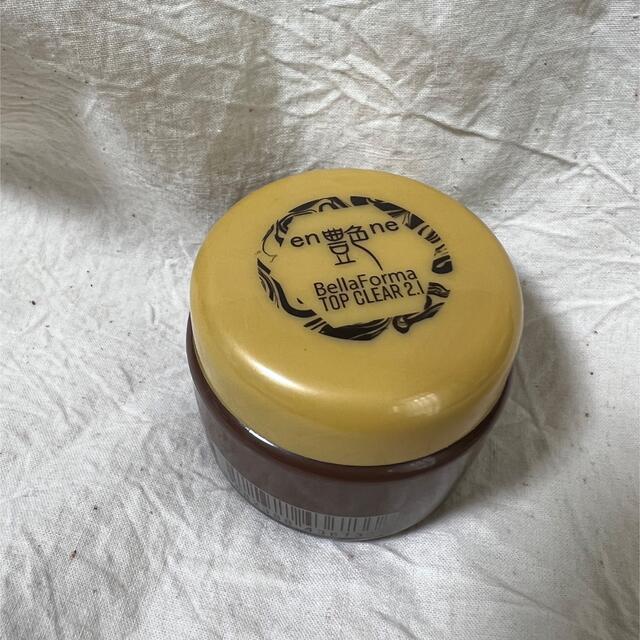 en艶ne
BellaForma
TOP CLEAR 2.1